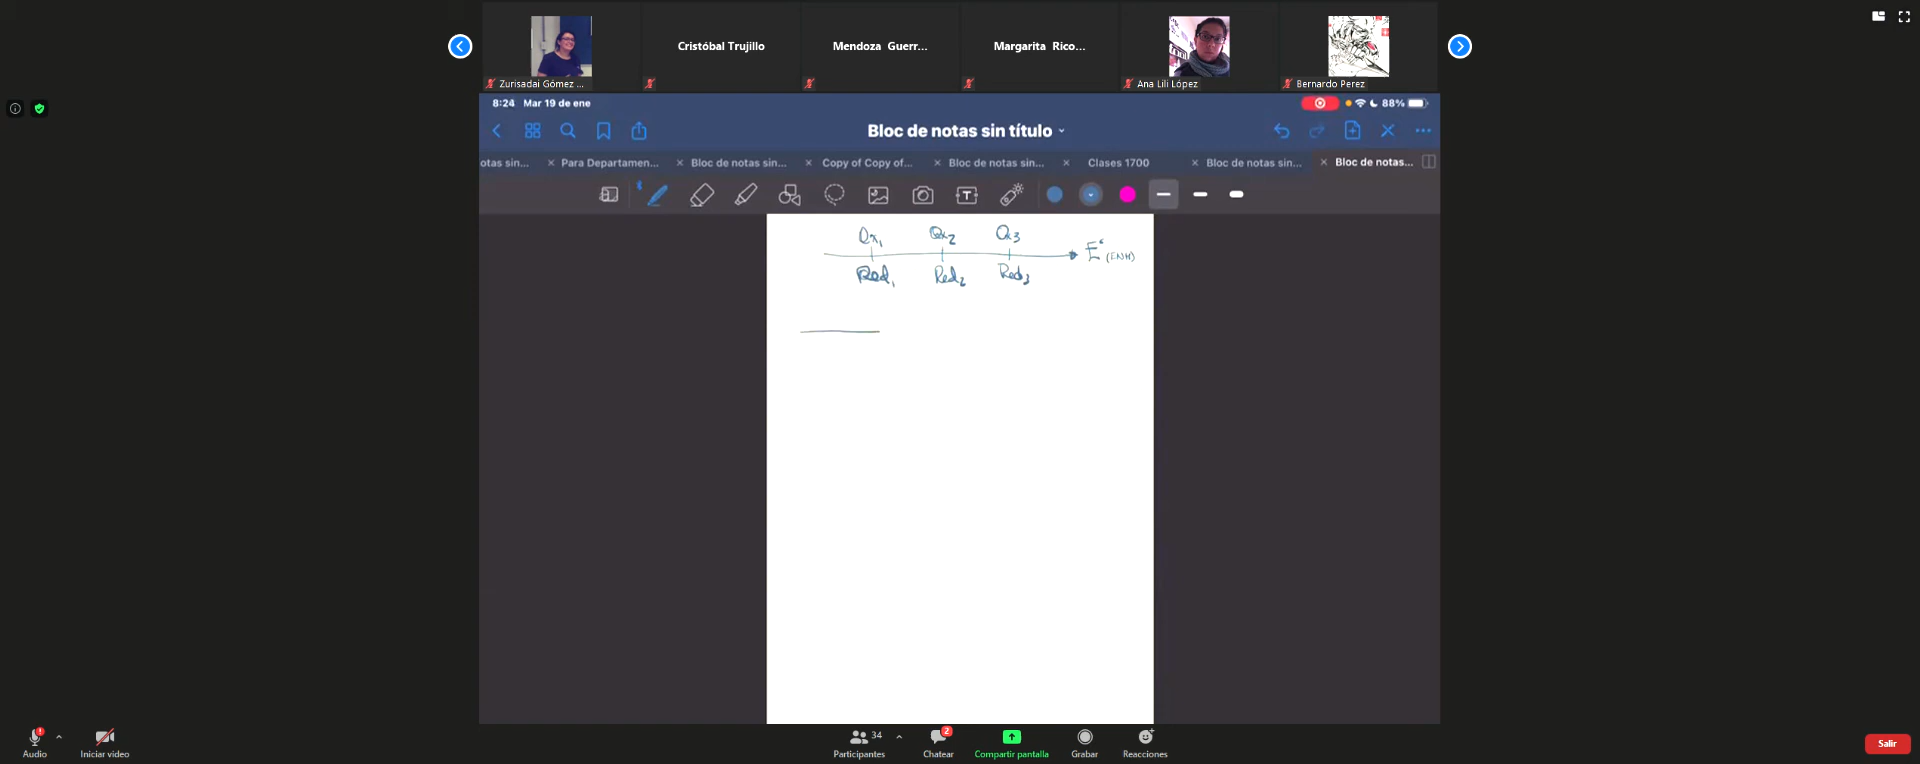 Zurisadai Gómez ...
Cristóbal Trujillo
Mendoza Guerr...
Margarita Rico...
Ana Lili López
Bernardo Perez
8:24 Mar 19 de ene
88%
Bloc de notas sin título
otas sin...
Para Departamen...
Bloc de notas sin...
Copy of Copy of...
Bloc de notas sin...
Clases 1700
Bloc de notas sin...
Bloc de notas...
Ox₁ Ox₂ Ox₃
E° (ENH)
Red₁ Red₂ Red₃
Audio
Iniciar video
Participantes 34
Chatear 2
Compartir pantalla
Grabar
Reacciones
Salir